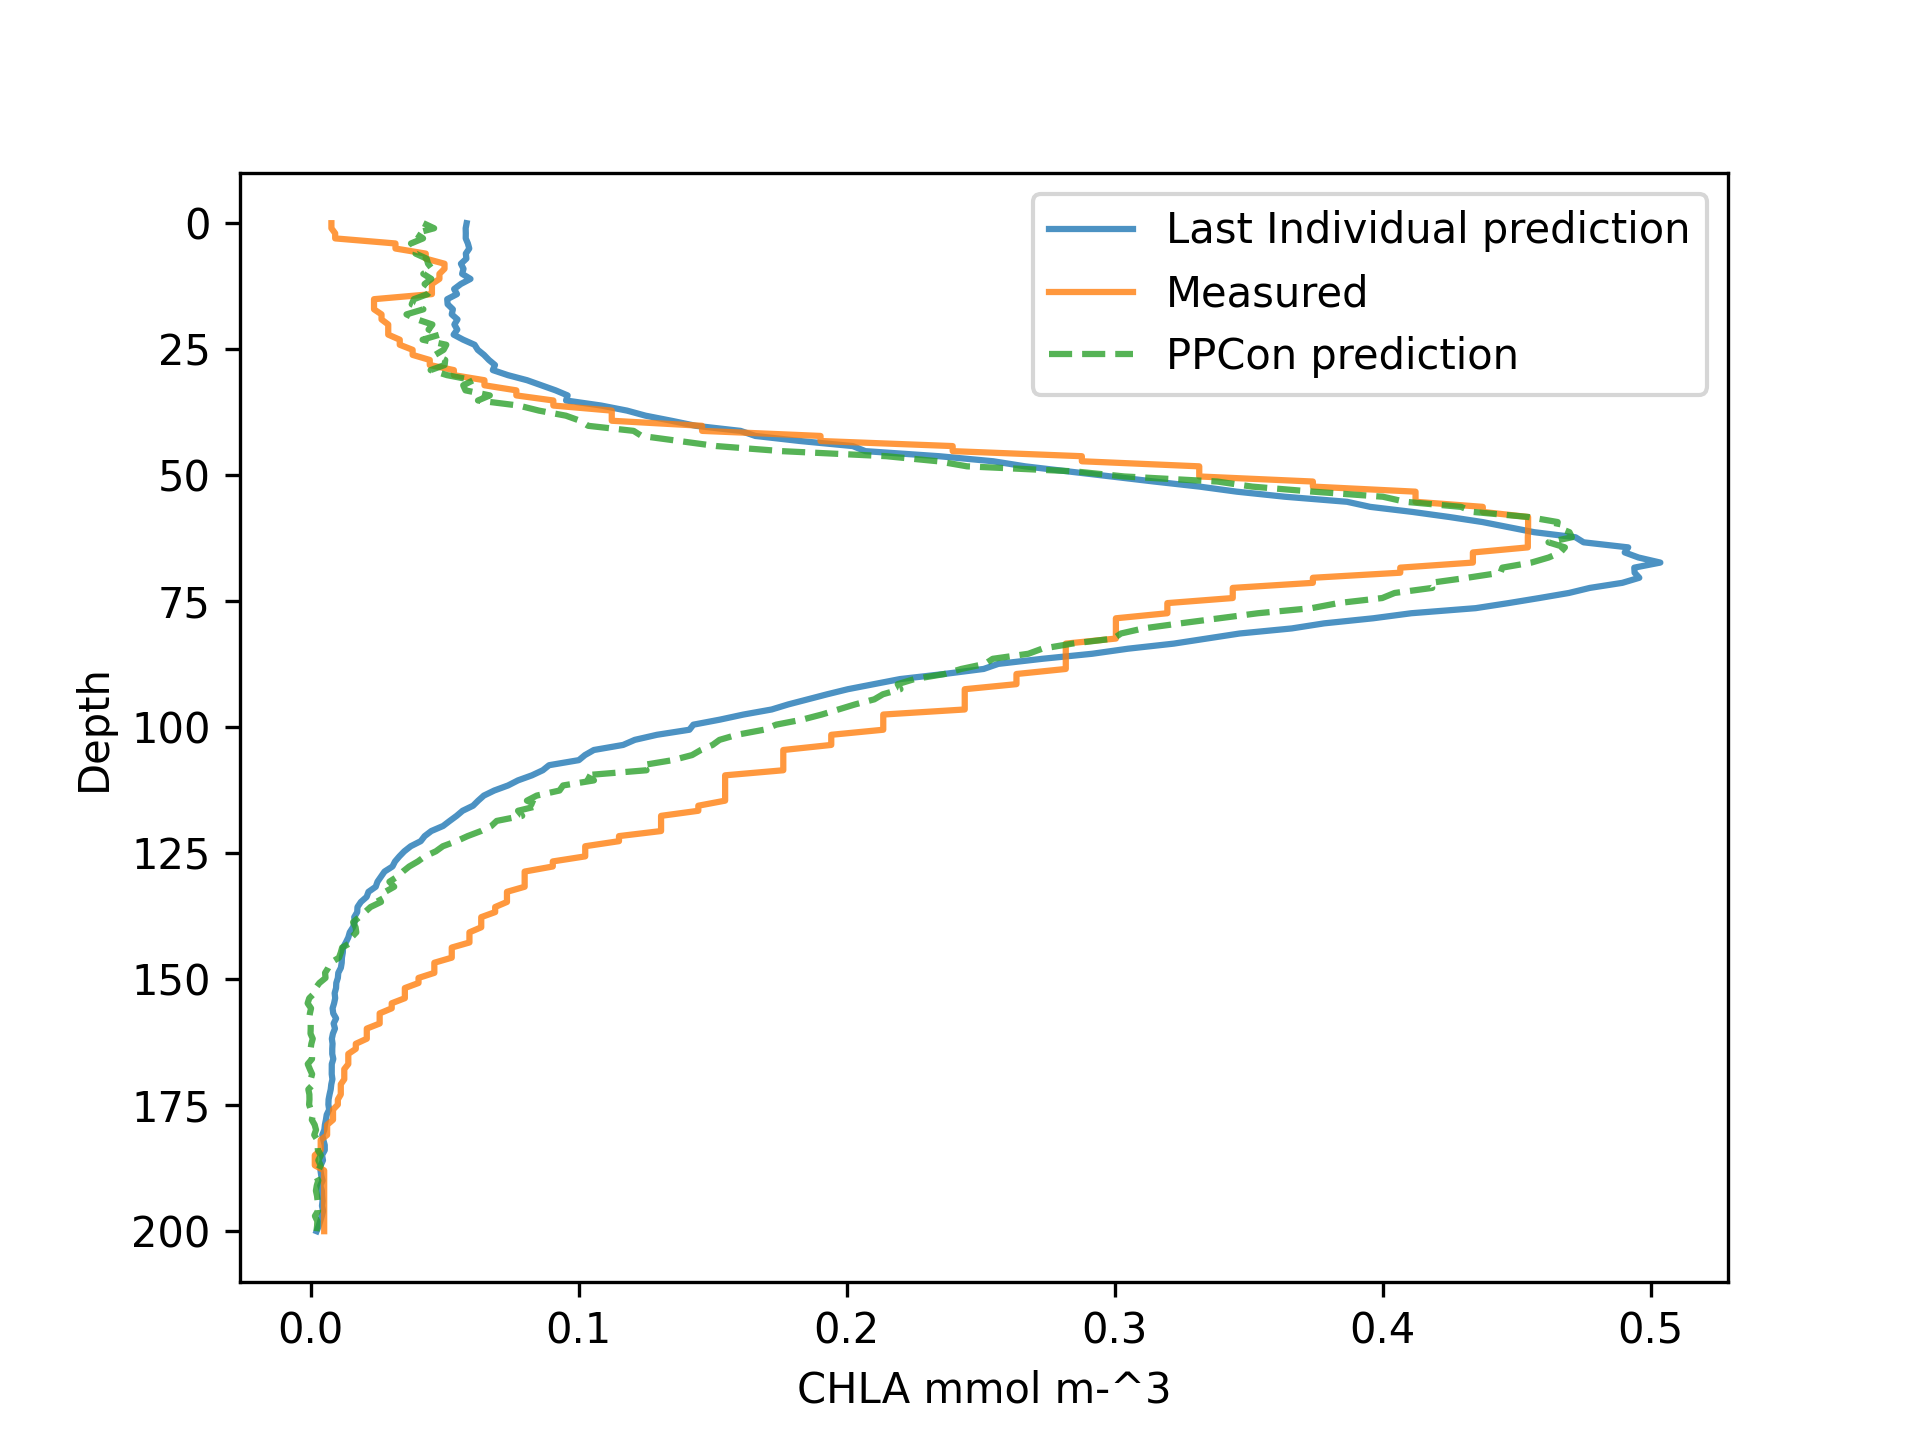 Last Individual prediction
Measured
PPCon prediction
0
25
50
75
100
125
150
175
200
Depth
0.0 0.1 0.2 0.3 0.4 0.5
CHLA mmol m-^3